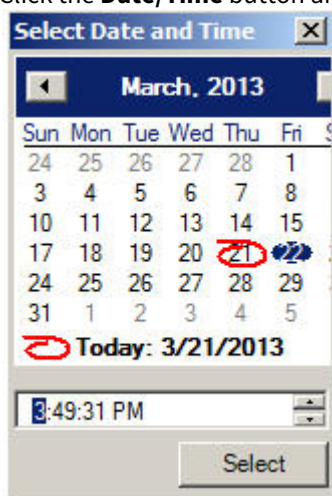 Click the Date/Time button a
Select Date and Time
March, 2013
Sun Mon Tue Wed Thu Fri S
24 25 26 27 28 1
3 4 5 6 7 8
10 11 12 13 14 15
17 18 19 20 21 22
24 25 26 27 28 29
31 1 2 3 4 5
Today: 3/21/2013
3:49:31 PM
Select